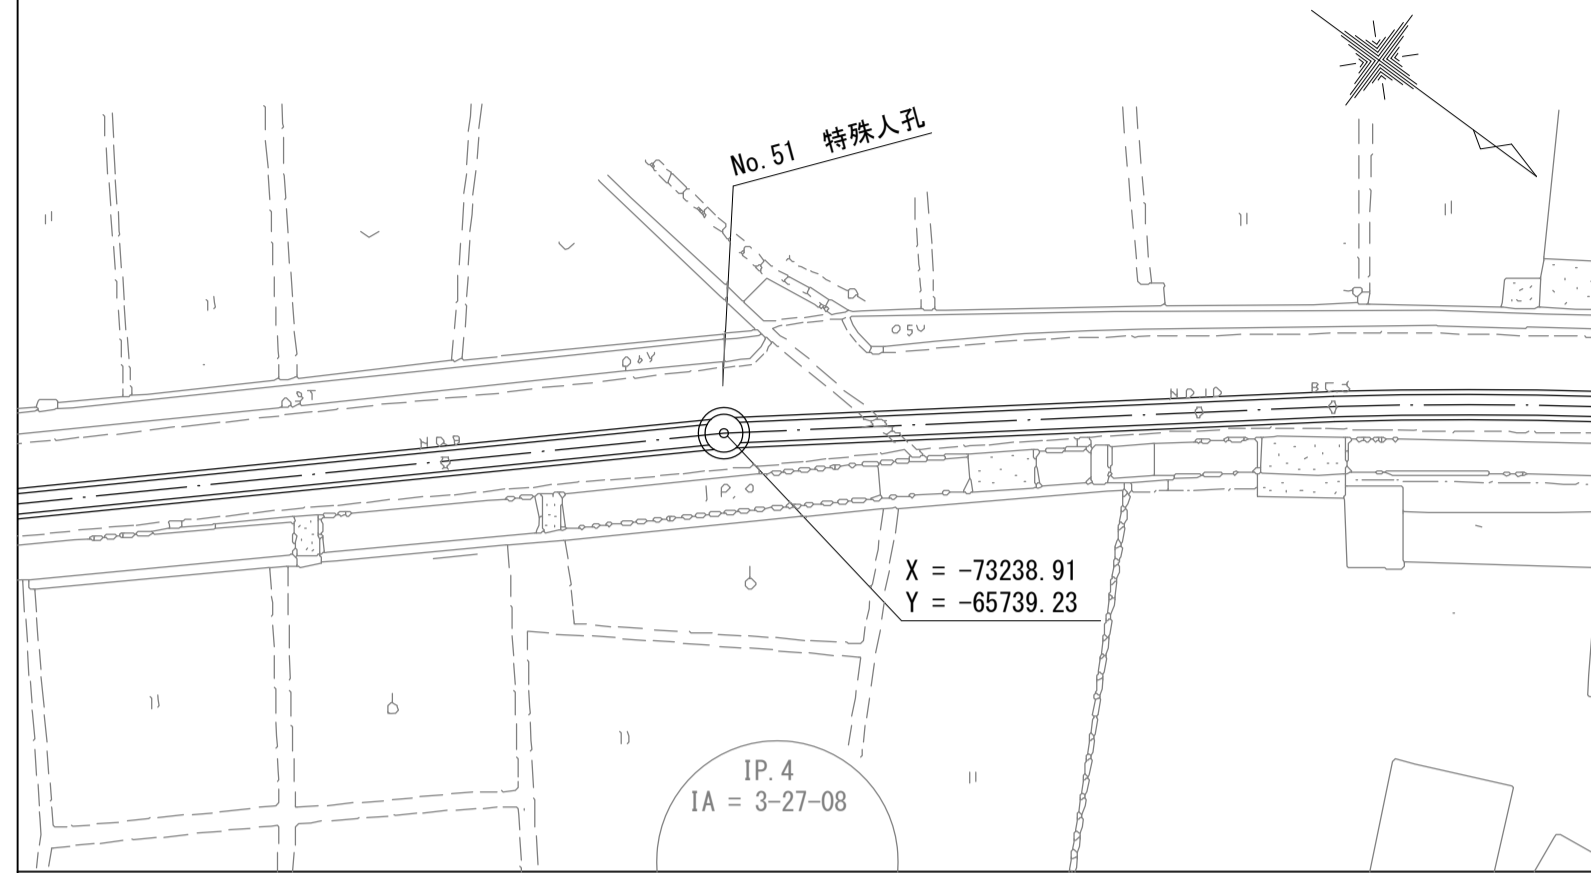 No.51　特殊人孔
X = -73238.91
Y = -65739.23
IP.4
IA = 3-27-08